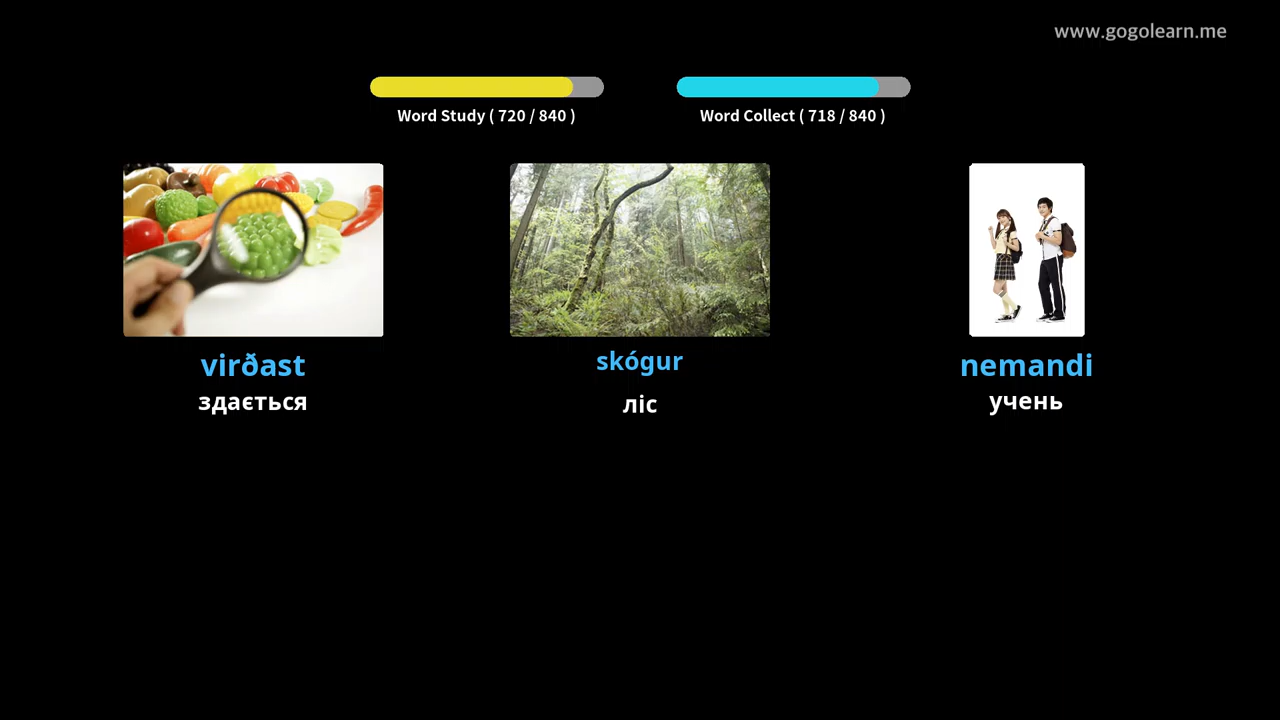 www.gogolearn.me
Word Study ( 720 / 840 )
Word Collect ( 718 / 840 )
virðast
здається
skógur
ліс
nemandi
учень